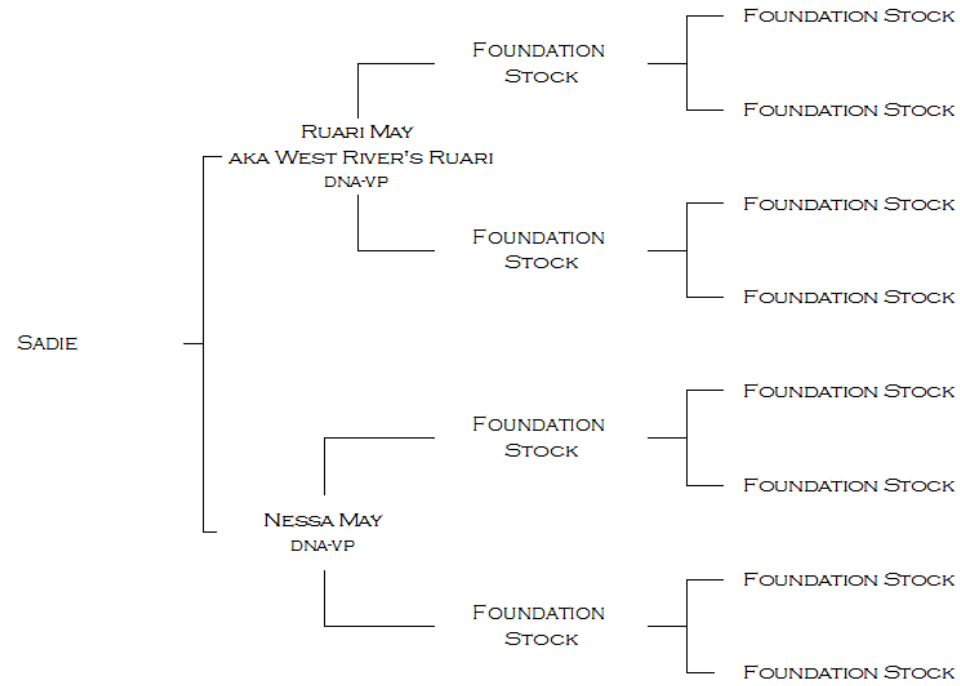 Foundation Stock
Foundation
Stock
Foundation Stock
Ruari May
aka West River's Ruari
DNA-VP
Foundation Stock
Foundation
Stock
Foundation Stock
Sadie
Foundation Stock
Foundation
Stock
Foundation Stock
Nessa May
DNA-VP
Foundation Stock
Foundation
Stock
Foundation Stock